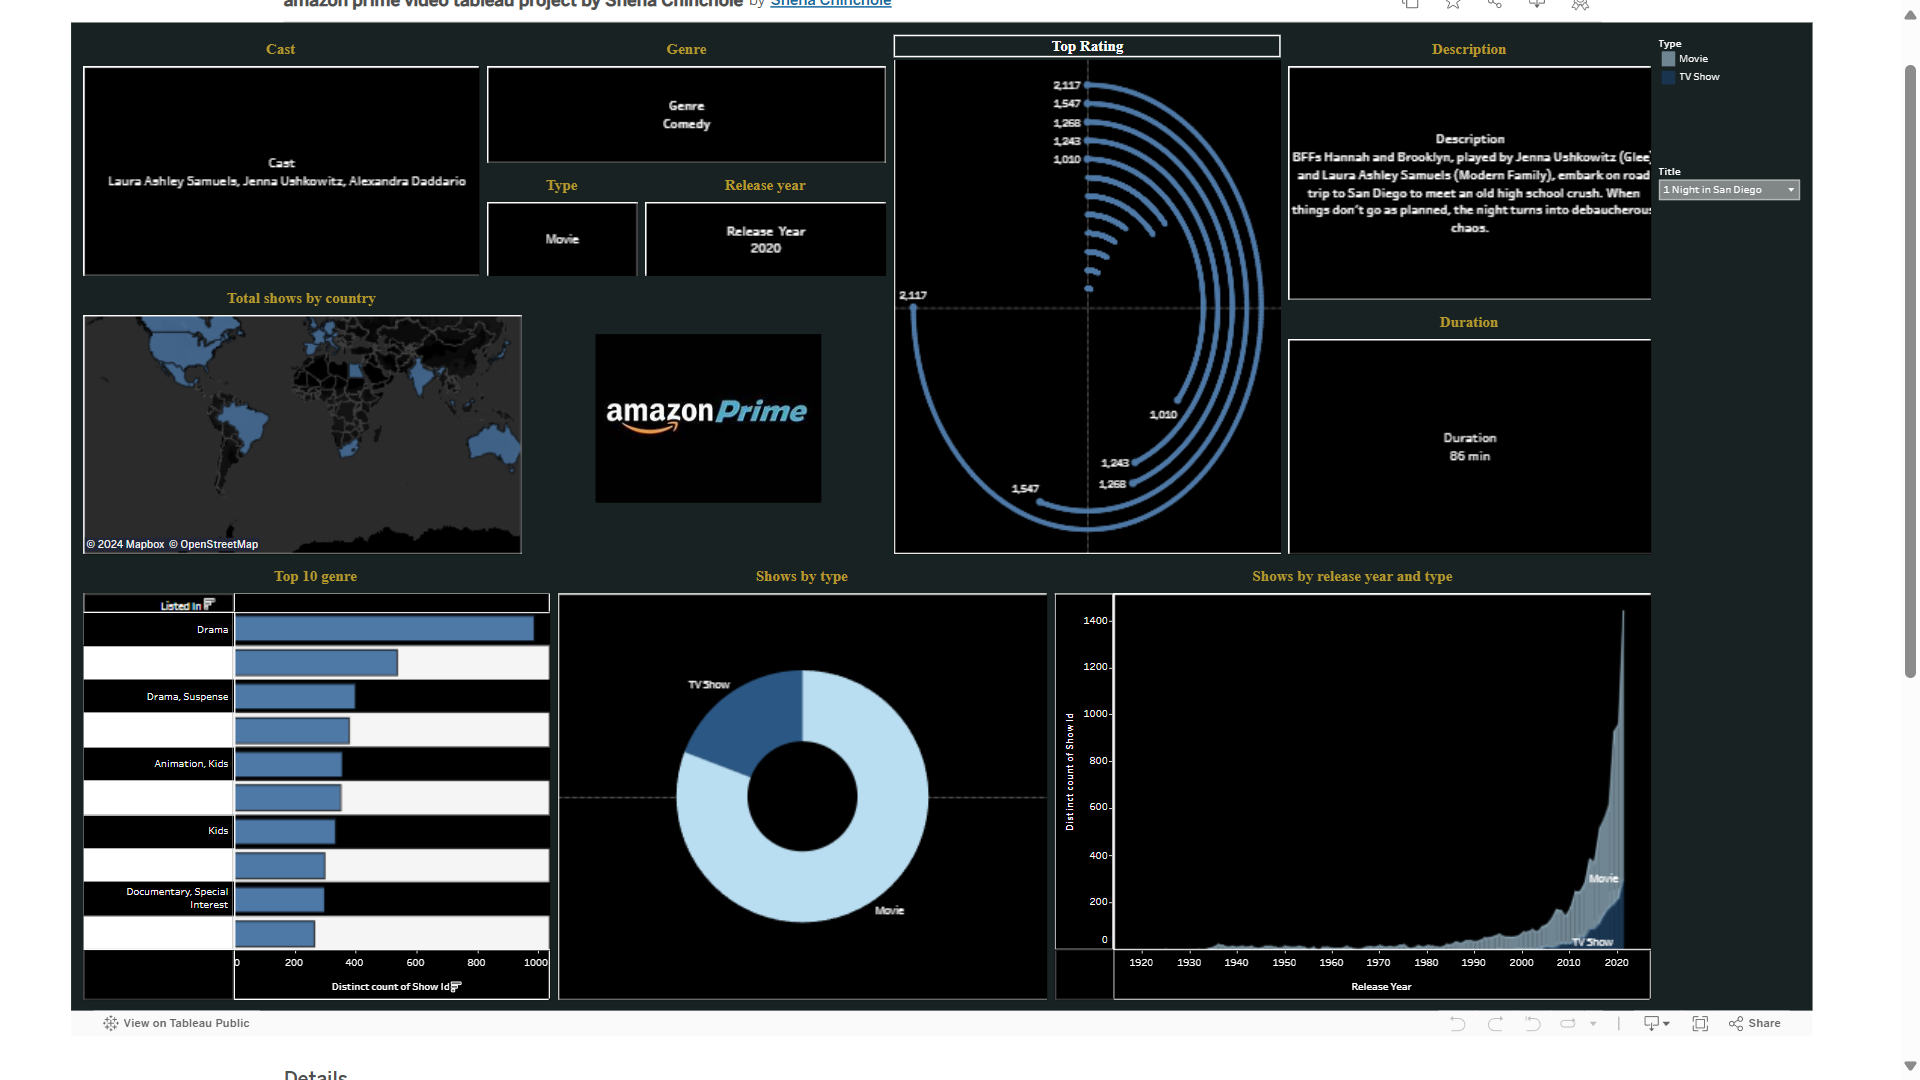 amazon prime video tableau project by Sneha Chinchole by Sneha Chinchole
Cast
Cast
Laura Ashley Samuels, Jenna Ushkowitz, Alexandra Daddario
Genre
Genre
Comedy
Type
Movie
Release year
Release Year
2020
Top Rating
2,117
1,547
1,268
1,243
1,010
2,117
1,010
1,243
1,268
1,547
Description
Description
BFFs Hannah and Brooklyn, played by Jenna Ushkowitz (Glee)
and Laura Ashley Samuels (Modern Family), embark on road
trip to San Diego to meet an old high school crush. When
things don't go as planned, the night turns into debaucherous
chaos.
Type
Movie
TV Show
Title
1 Night in San Diego
Total shows by country
© 2024 Mapbox © OpenStreetMap
amazonPrime
Duration
Duration
86 min
Top 10 genre
Listed In
Drama
Drama, Suspense
Animation, Kids
Kids
Documentary, Special
Interest
0 200 400 600 800 1000
Distinct count of Show Id
Shows by type
TV Show
Movie
Shows by release year and type
Distinct count of Show Id
1400
1200
1000
800
600
400
200
0
Movie
TV Show
1920 1930 1940 1950 1960 1970 1980 1990 2000 2010 2020
Release Year
View on Tableau Public
Share
Details